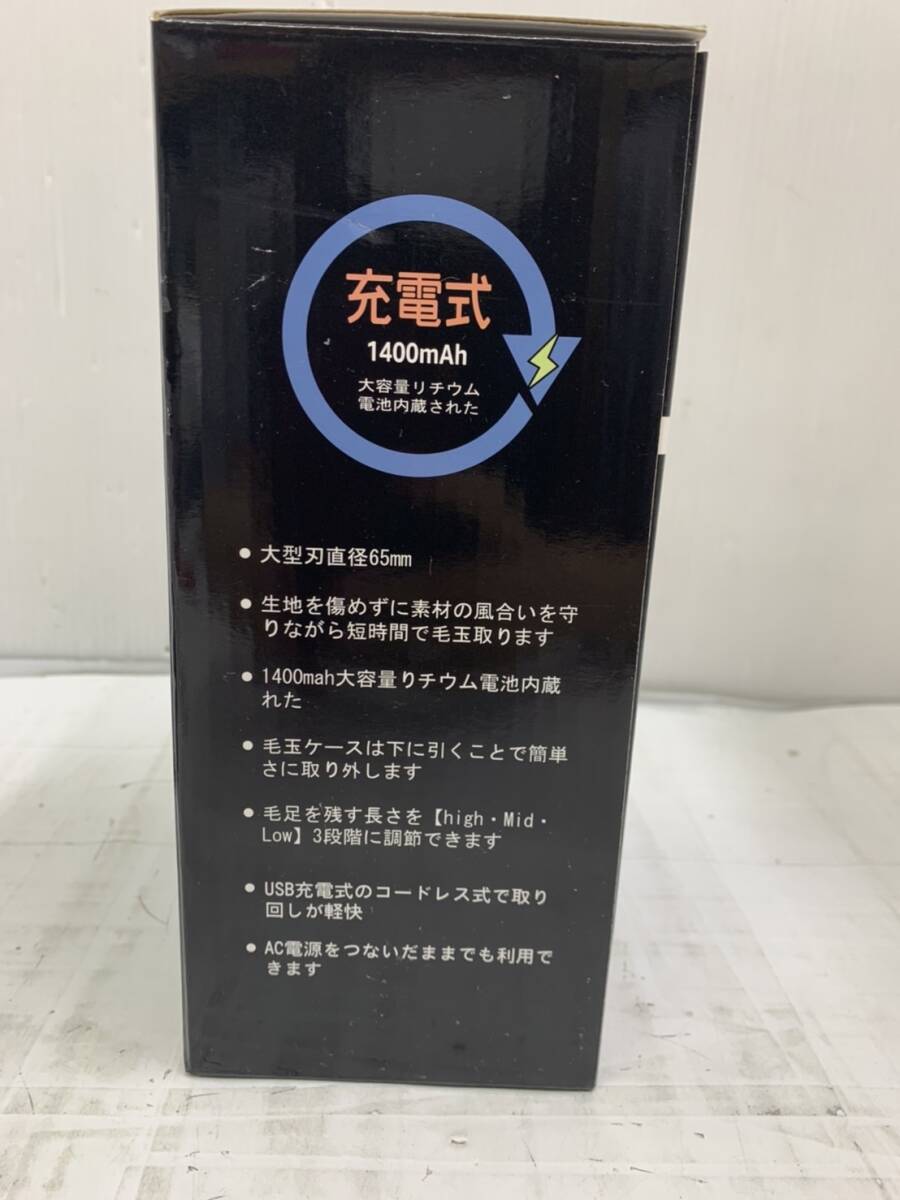 充電式
1400mAh
大容量リチウム
電池内蔵された
● 大型刃直径65mm
● 生地を傷めずに素材の風合いを守
りながら短時間で毛玉取ります
● 1400mah大容量りチウム電池内蔵
れた
● 毛玉ケースは下に引くことで簡単
さに取り外します
● 毛足を残す長さを【high・Mid・
Low】3段階に調節できます
● USB充電式のコードレス式で取り
回しが軽快
● AC電源をつないだままでも利用で
きます